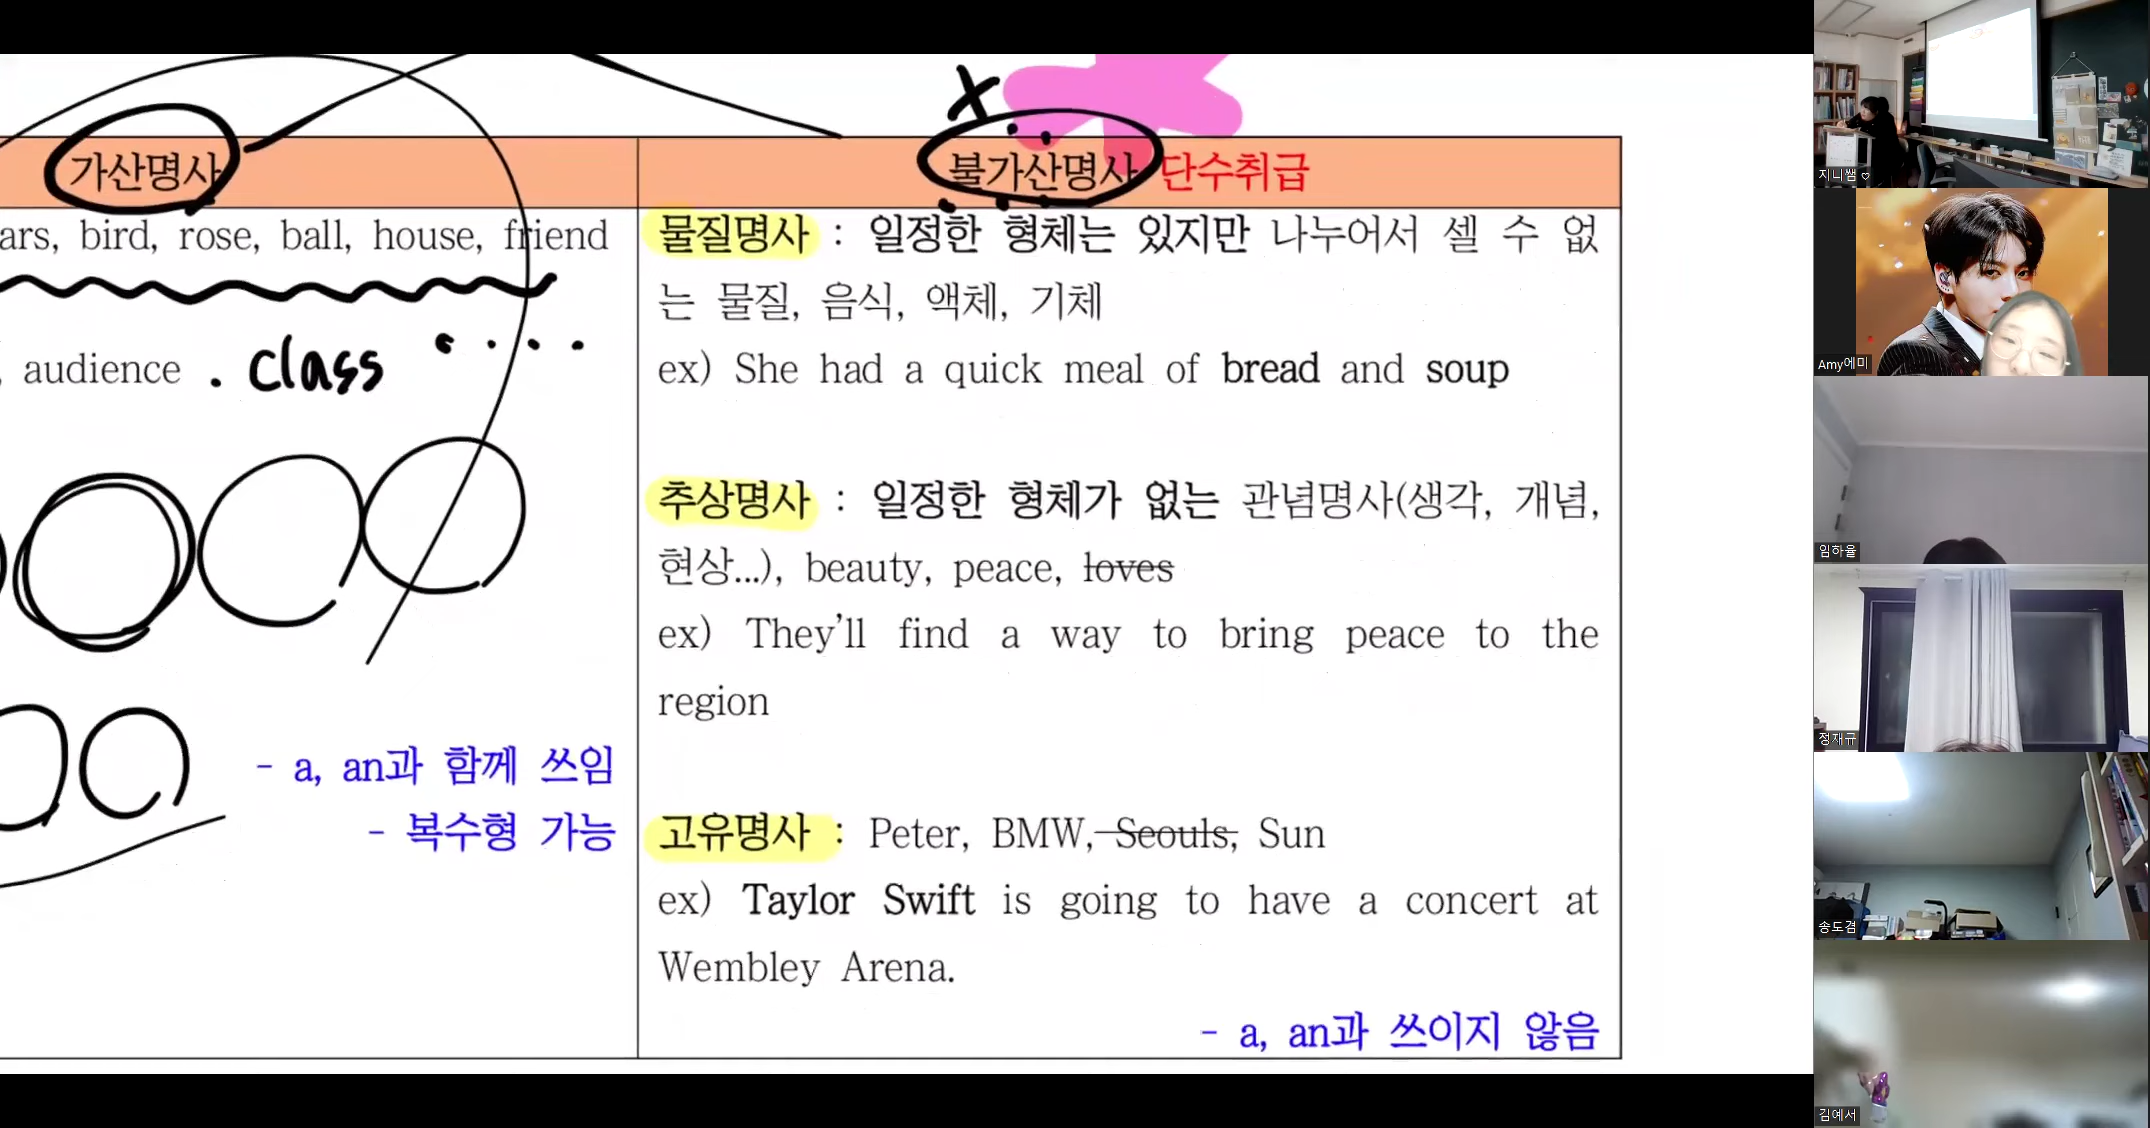 가산명사
불가산명사 단수취급
ars, bird, rose, ball, house, friend
audience . class
- a, an과 함께 쓰임
- 복수형 가능
물질명사 : 일정한 형체는 있지만 나누어서 셀 수 없
는 물질, 음식, 액체, 기체
ex) She had a quick meal of bread and soup
추상명사 : 일정한 형체가 없는 관념명사(생각, 개념,
현상...), beauty, peace, loves
ex) They'll find a way to bring peace to the
region
고유명사 : Peter, BMW, Seouls, Sun
ex) Taylor Swift is going to have a concert at
Wembley Arena.
- a, an과 쓰이지 않음
지니쌤♡
Amy에미
임하율
정재규
송도겸
김예서